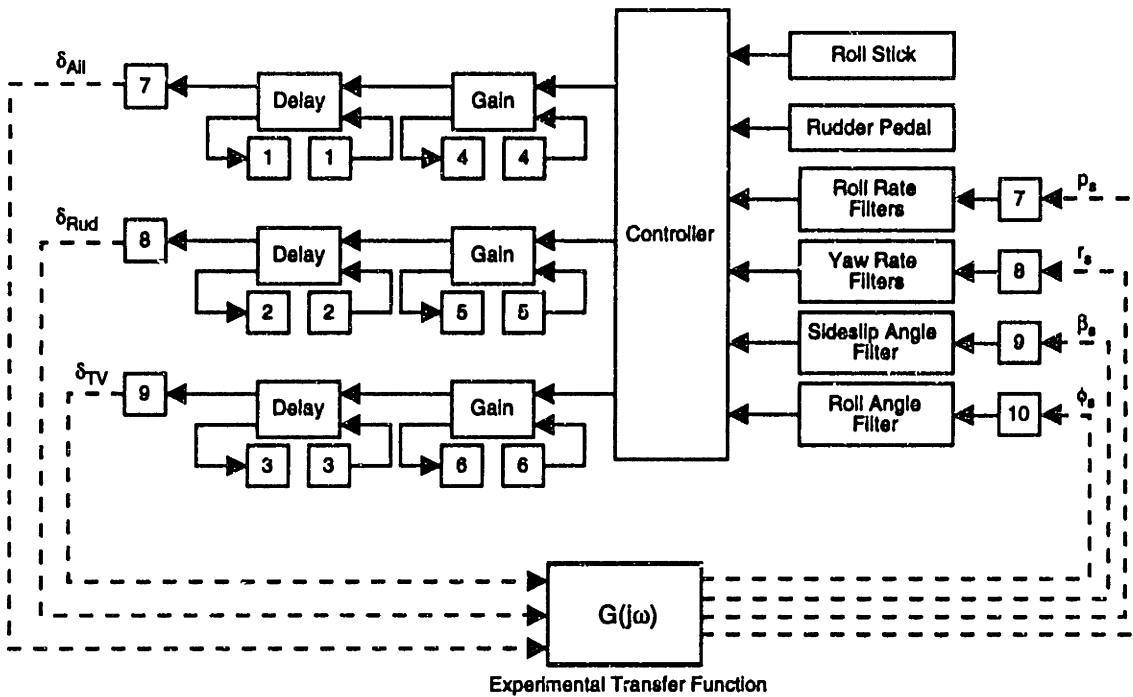 δAil
7
Delay
1
1
Gain
4
4
δRud
8
Delay
2
2
Gain
5
5
δTV
9
Delay
3
3
Gain
6
6
Controller
Roll Stick
Rudder Pedal
Roll Rate
Filters
7
ps
Yaw Rate
Filters
8
rs
Sideslip Angle
Filter
9
βs
Roll Angle
Filter
10
ϕs
G(jω)
Experimental Transfer Function